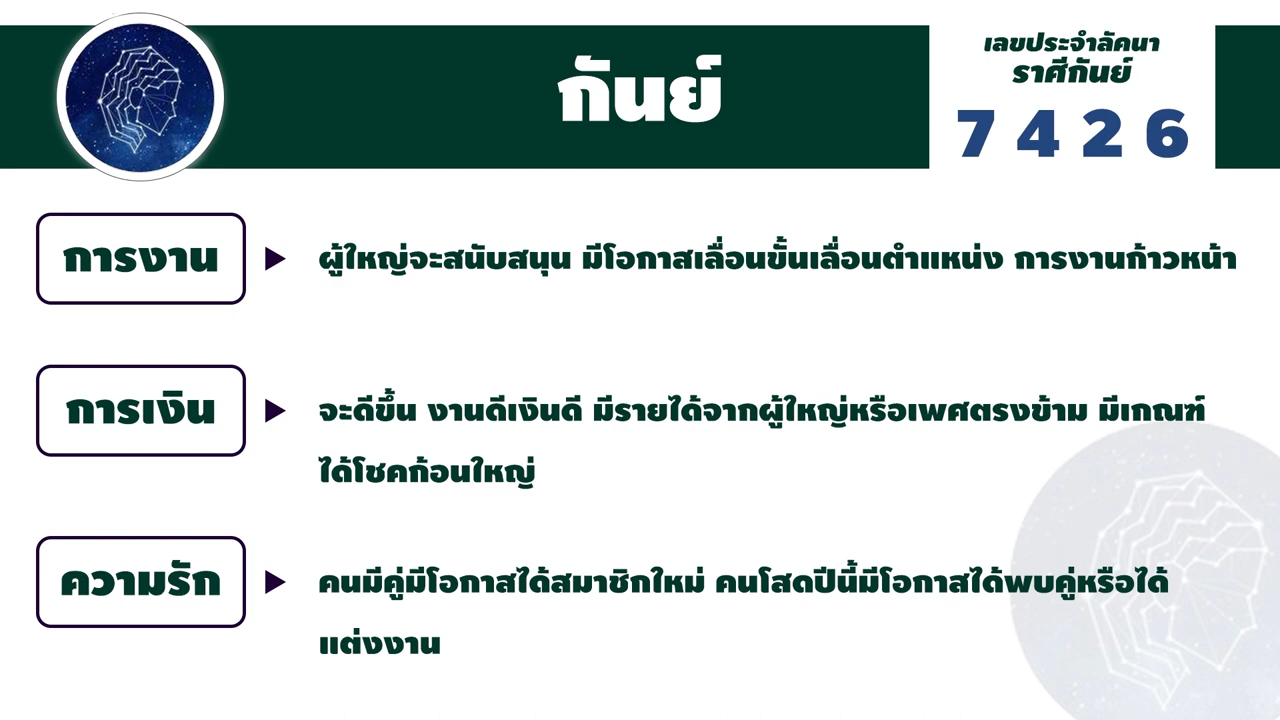 กันย์
เลขประจำลัคนา
ราศีกันย์
7 4 2 6
การงาน
ผู้ใหญ่จะสนับสนุน มีโอกาสเลื่อนขั้นเลื่อนตำแหน่ง การงานก้าวหน้า
การเงิน
จะดีขึ้น งานดีเงินดี มีรายได้จากผู้ใหญ่หรือเพศตรงข้าม มีเกณฑ์
ได้โชคก้อนใหญ่
ความรัก
คนมีคู่มีโอกาสได้สมาชิกใหม่ คนโสดปีนี้มีโอกาสได้พบคู่หรือได้
แต่งงาน